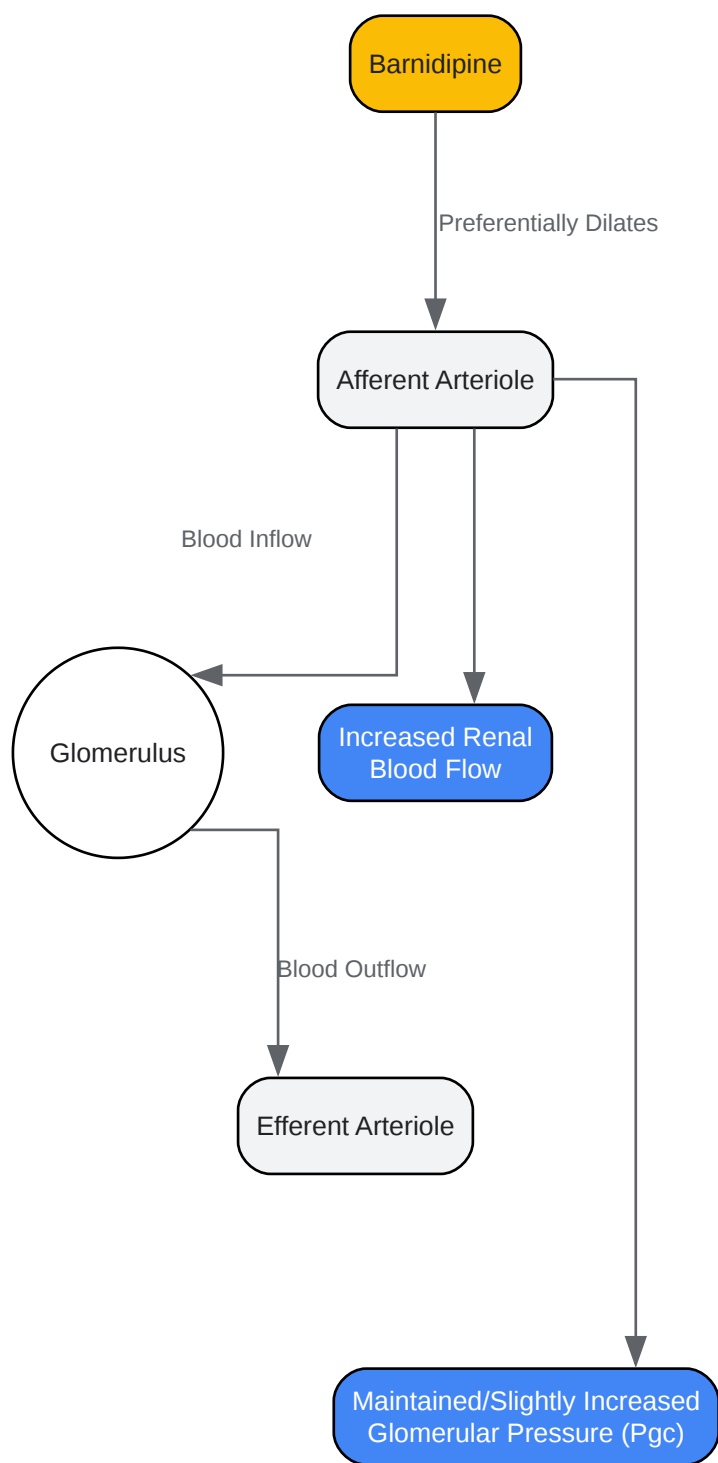 Barnidipine
Preferentially Dilates
Afferent Arteriole
Blood Inflow
Glomerulus
Increased Renal
Blood Flow
Blood Outflow
Efferent Arteriole
Maintained/Slightly Increased
Glomerular Pressure (Pgc)